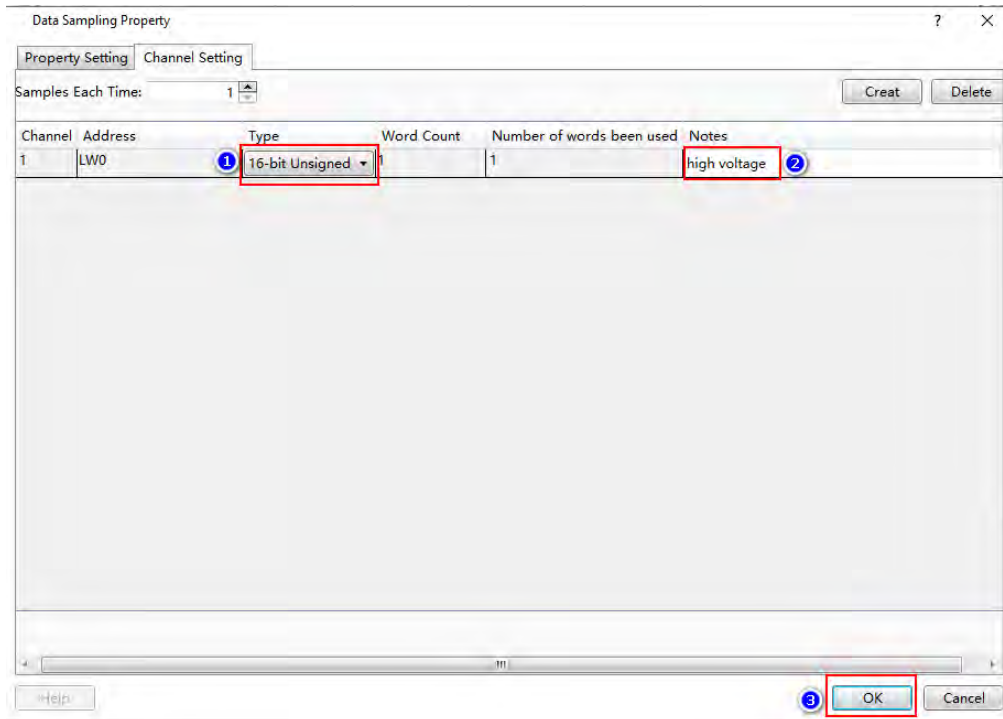 Data Sampling Property ? ×
Property Setting Channel Setting
Samples Each Time: 1 Creat Delete
Channel Address Type Word Count Number of words been used Notes
1 LW0 1 16-bit Unsigned 1 1 high voltage 2
Help 3 OK Cancel